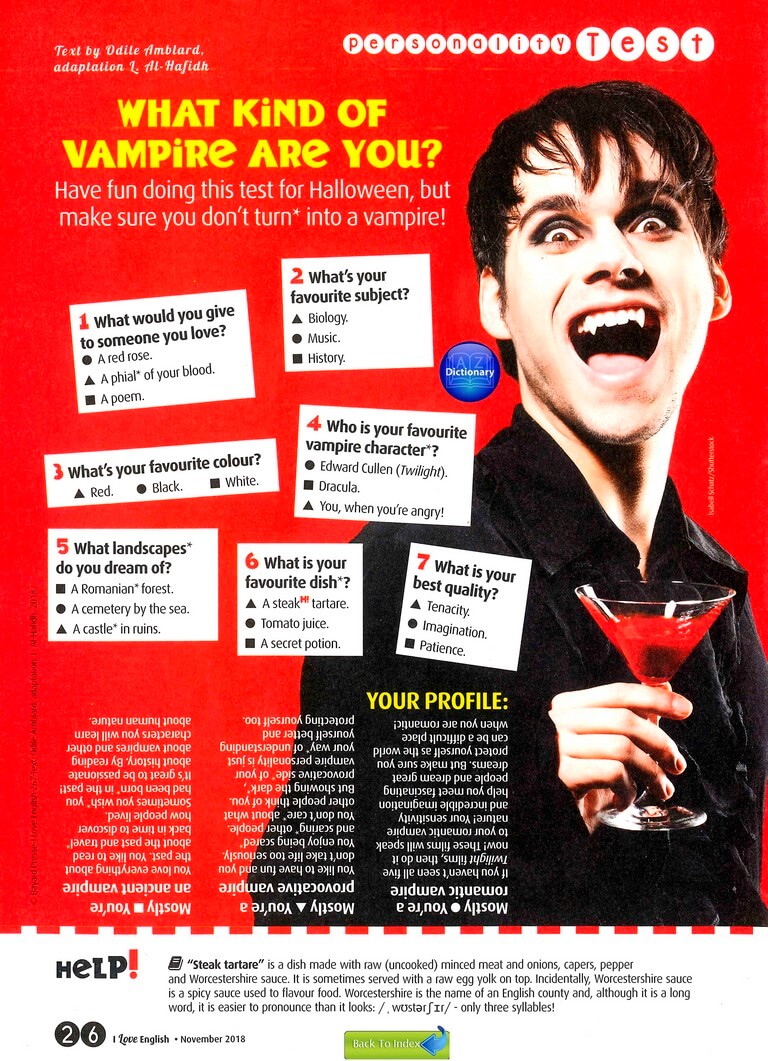 Text by Odile Amblard,
adaptation L. Al-Hafidh
personality Test
WHAT KIND OF
VAMPIRE ARE YOU?
Have fun doing this test for Halloween, but
make sure you don't turn* into a vampire!
1 What would you give
to someone you love?
● A red rose.
▲ A phial* of your blood.
■ A poem.
2 What's your
favourite subject?
▲ Biology.
● Music.
■ History.
A Z
Dictionary
3 What's your favourite colour?
▲ Red. ● Black. ■ White.
4 Who is your favourite
vampire character*?
● Edward Cullen (Twilight).
■ Dracula.
▲ You, when you're angry!
5 What landscapes*
do you dream of?
■ A Romanian* forest.
● A cemetery by the sea.
▲ A castle* in ruins.
6 What is your
favourite dish*?
▲ A steakH! tartare.
● Tomato juice.
■ A secret potion.
7 What is your
best quality?
▲ Tenacity.
● Imagination.
■ Patience.
Isabell Schatz/Shutterstock
YOUR PROFILE:
Mostly ● You're a
romantic vampire
If you haven't seen all five
Twilight films, then do it
now! These films will speak
to your romantic vampire
nature! Your sensitivity
and incredible imagination
help you meet fascinating
people and dream great
dreams. But make sure you
protect yourself as the world
can be a difficult place
when you are romantic!
Mostly ▲ You're a
provocative vampire
You like to have fun and you
don't take life too seriously.
You enjoy being scared*
and scaring* other people.
You don't care* about what
other people think of you.
But showing the dark*,
provocative side* of your
vampire personality is just
your way* of understanding
yourself better and
protecting yourself too.
Mostly ■ You're
an ancient vampire
You love everything about
the past. You like to read
about the past and travel*
back in time to discover
how people lived.
Sometimes you wish* you
had been born* in the past!
It's great to be passionate
about history. By reading
about vampires and other
characters you will learn
about human nature.
HELP!
"Steak tartare" is a dish made with raw (uncooked) minced meat and onions, capers, pepper
and Worcestershire sauce. It is sometimes served with a raw egg yolk on top. Incidentally, Worcestershire sauce
is a spicy sauce used to flavour food. Worcestershire is the name of an English county and, although it is a long
word, it is easier to pronounce than it looks: /ˌwʊstərʃɪr/ - only three syllables!
26 I Love English • November 2018
Back To Index